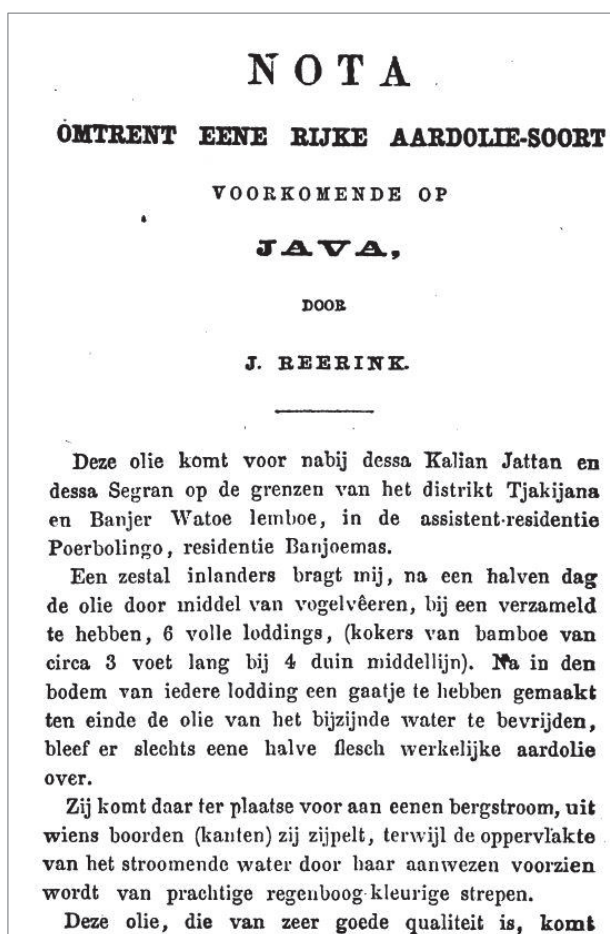 NOTA
OMTRENT EENE RIJKE AARDOLIE-SOORT
VOORKOMENDE OP
JAVA,
DOOR
J. REERINK.
Deze olie komt voor nabij dessa Kalian Jattan en
dessa Segran op de grenzen van het distrikt Tjakijana
en Banjer Watoe lemboe, in de assistent-residentie
Poerbolingo, residentie Banjoemas.
Een zestal inlanders bragt mij, na een halven dag
de olie door middel van vogelvêeren, bij een verzameld
te hebben, 6 volle loddings, (kokers van bamboe van
circa 3 voet lang bij 4 duin middellijn). Na in den
bodem van iedere lodding een gaatje te hebben gemaakt
ten einde de olie van het bijzijnde water te bevrijden,
bleef er slechts eene halve flesch werkelijke aardolie
over.
Zij komt daar ter plaatse voor aan eenen bergstroom, uit
wiens boorden (kanten) zij zijpelt, terwijl de oppervlakte
van het stroomende water door haar aanwezen voorzien
wordt van prachtige regenboog-kleurige strepen.
Deze olie, die van zeer goede qualiteit is, komt